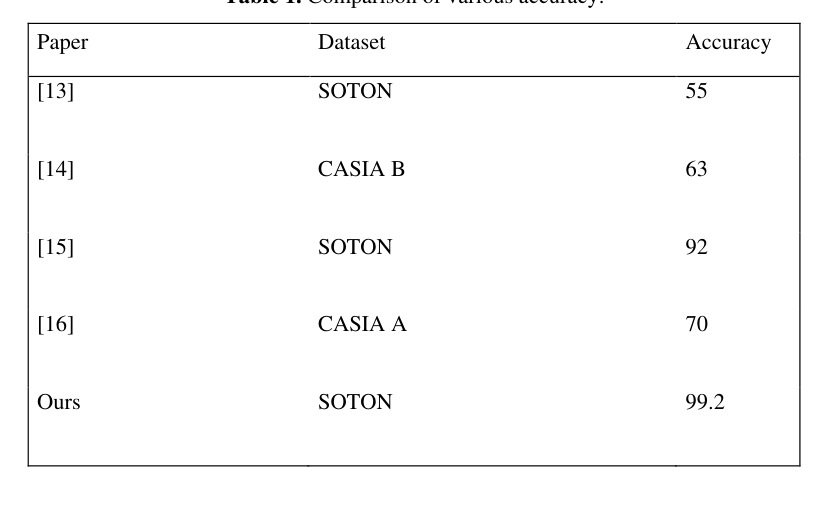 Table 1. Comparison of various accuracy.
Paper Dataset Accuracy
[13] SOTON 55
[14] CASIA B 63
[15] SOTON 92
[16] CASIA A 70
Ours SOTON 99.2